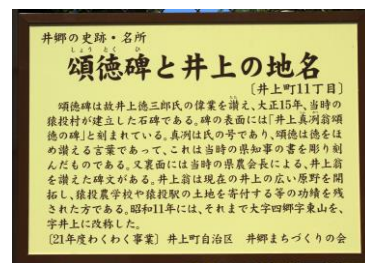 井郷の史跡・名所
しょう とく ひ
頌徳碑と井上の地名
〔井上町11丁目〕
頌徳碑は故井上徳三郎氏の偉業を讃え、大正15年、当時の
猿投村が建立した石碑である。碑の表面には「井上真冽翁頌
徳の碑」と刻まれている。真冽は氏の号であり、頌徳は徳をほ
め讃える言葉であって、これは当時の県知事の書を彫り刻
んだものである。又裏面には当時の県農会長による、井上翁
を讃えた碑文がある。井上翁は現在の井上の広い原野を開
拓し、猿投農学校や猿投駅の土地を寄付する等の功績を残
された方である。昭和11年には、それまで大字四郷字東山を、
字井上に改称した。
〔21年度わくわく事業〕 井上町自治区 井郷まちづくりの会